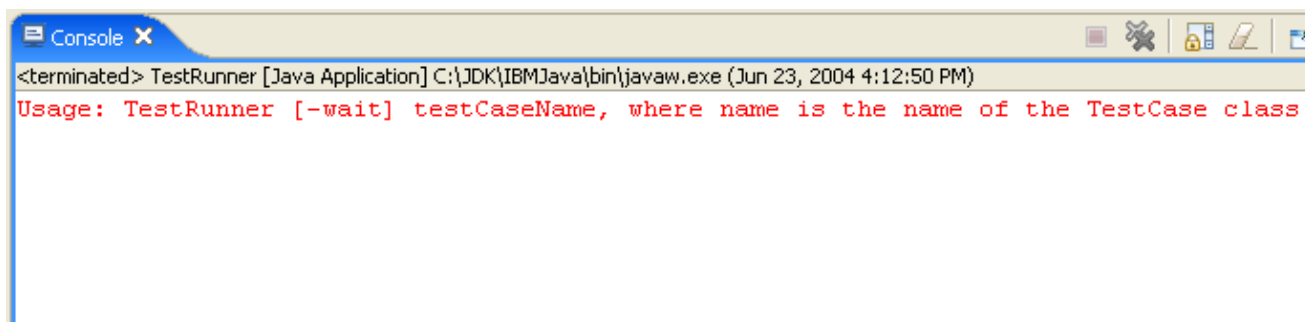 Console
<terminated> TestRunner [Java Application] C:\JDK\IBMJava\bin\javaw.exe (Jun 23, 2004 4:12:50 PM)
Usage: TestRunner [-wait] testCaseName, where name is the name of the TestCase class